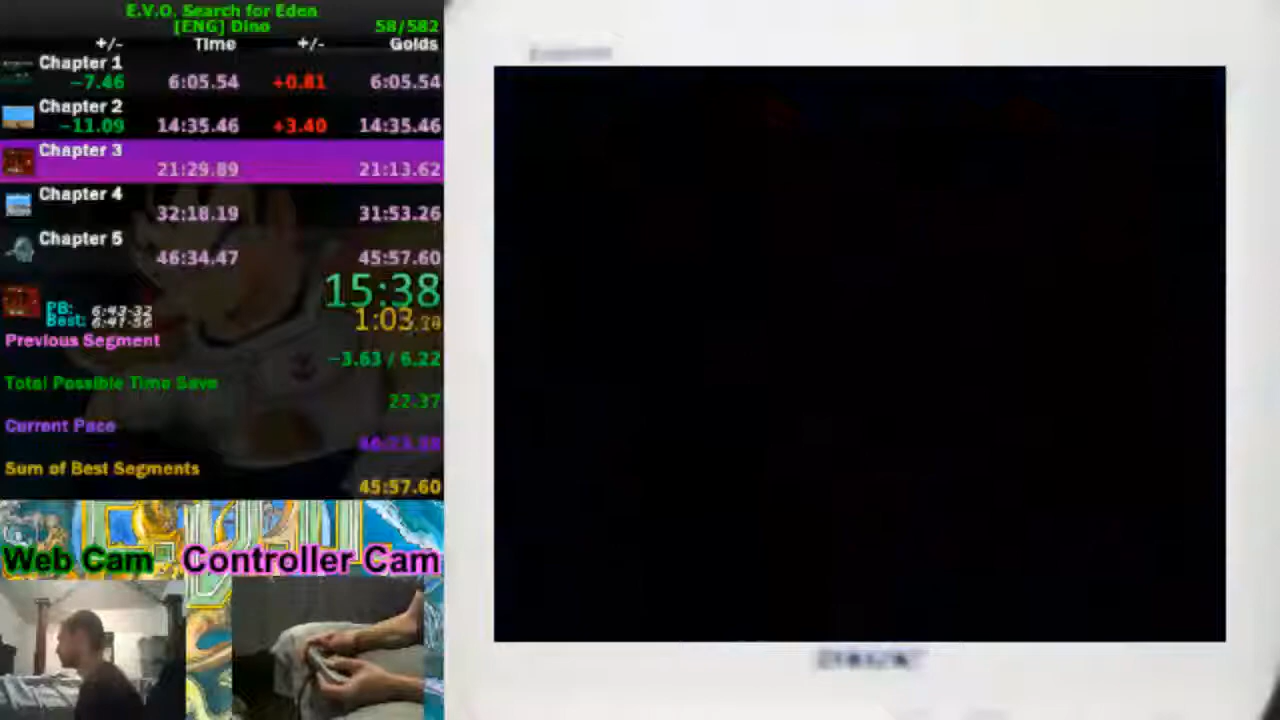 E.V.O. Search for Eden
[ENG] Dino 58/582
+/- Time +/- Golds
Chapter 1
-7.46 6:05.54 +0.81 6:05.54
Chapter 2
-11.09 14:35.46 +3.40 14:35.46
Chapter 3
21:29.89 21:13.62
Chapter 4
32:18.19 31:53.26
Chapter 5
46:34.47 45:57.60
15:38
PB:
Best:
1:03
Previous Segment
-3.63 / 6.22
Total Possible Time Save
22.37
Current Pace
Sum of Best Segments
45:57.60
Web Cam Controller Cam